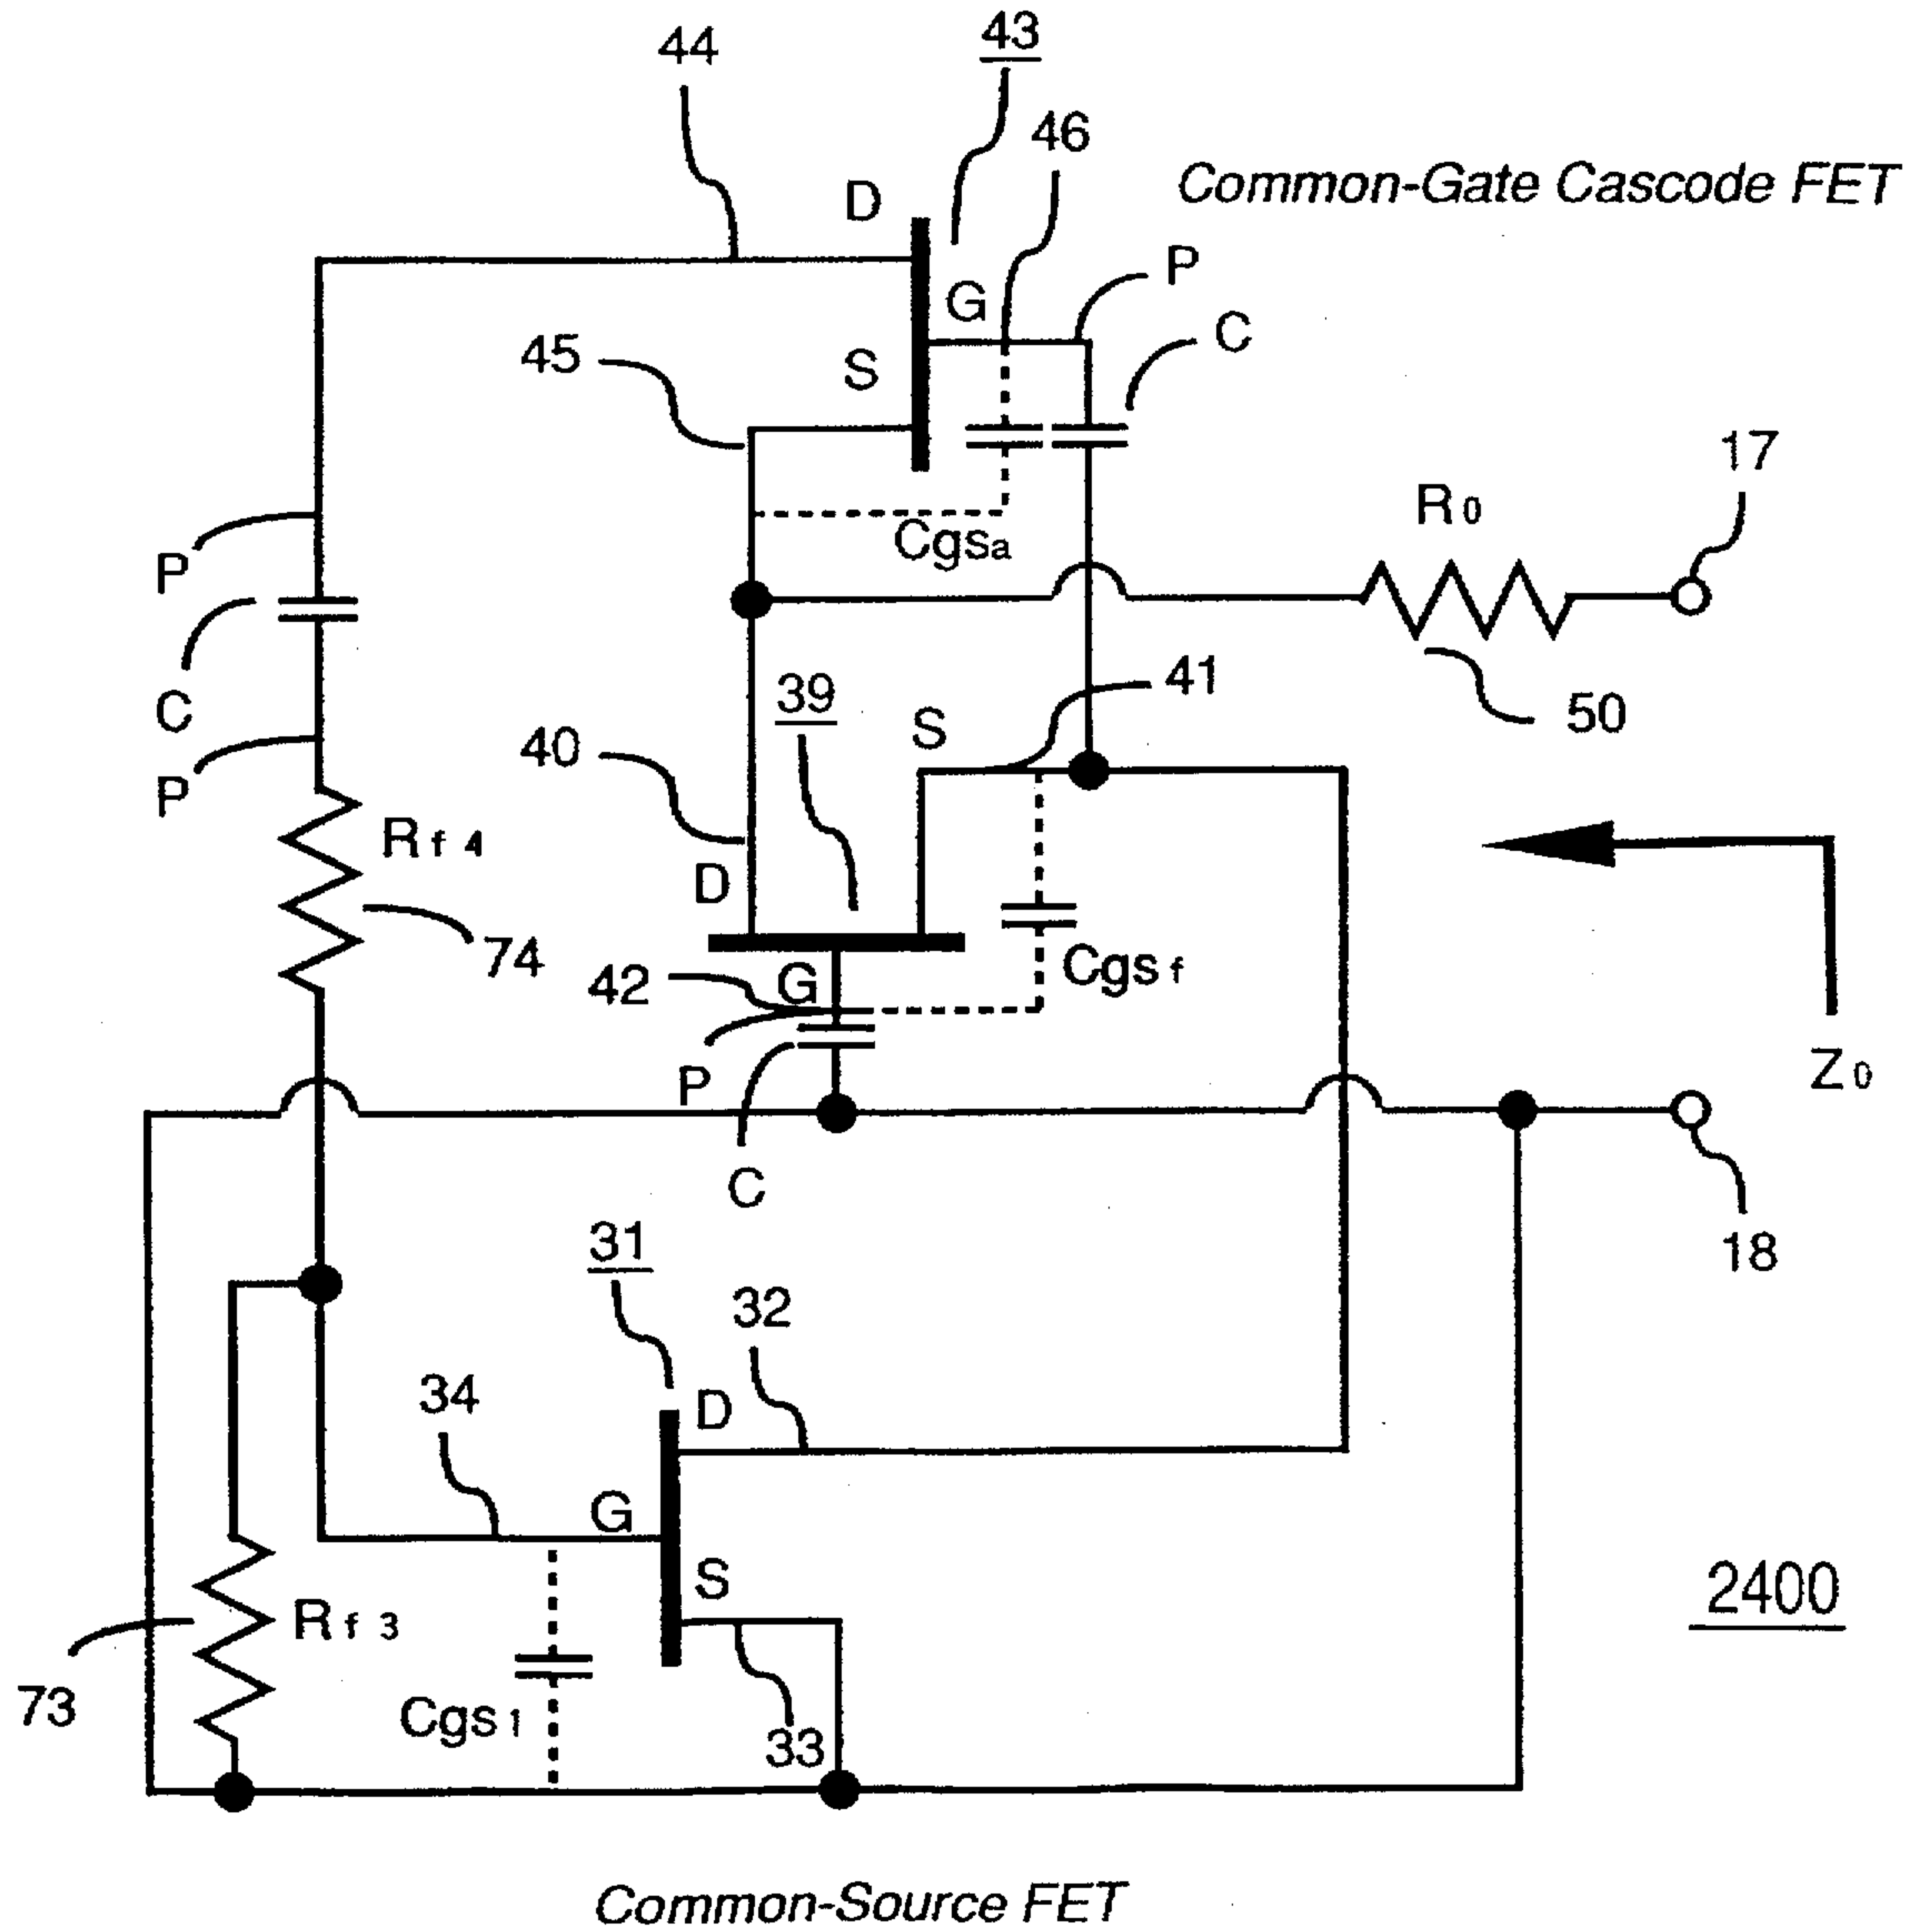 44
43
46
Common-Gate Cascode FET
D
P
G
C
45
S
17
R0
Cgsa
P
C
41
39
50
S
40
P
Rf4
D
74
Cgsf
42
G
Z0
P
C
31
18
32
34
D
G
S
2400
Rf3
73
Cgs1
33
Common-Source FET